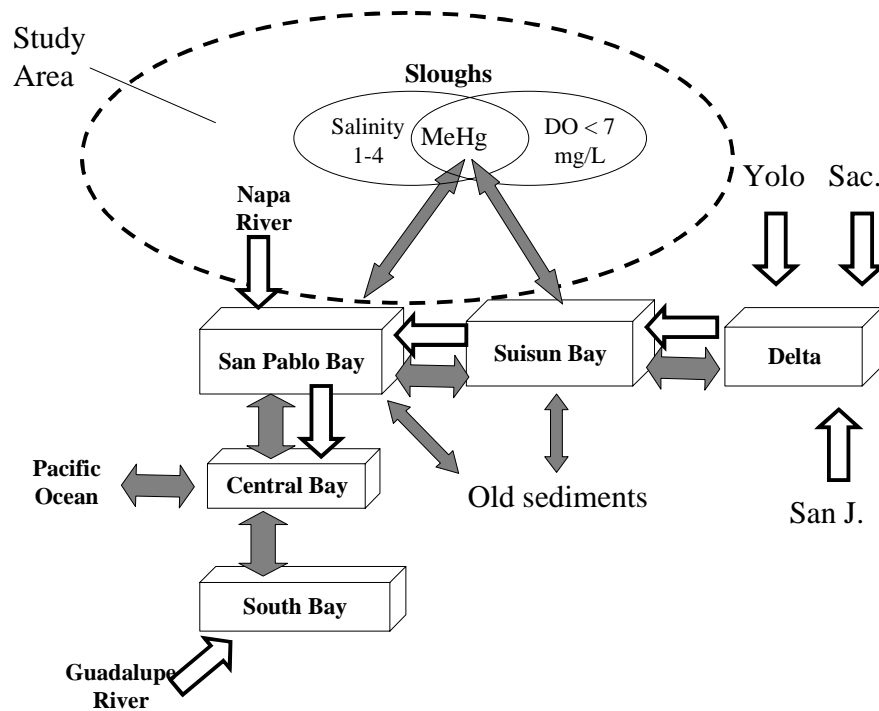 Study
Area
Sloughs
Salinity
1-4
MeHg
DO < 7
mg/L
Napa
River
Yolo
Sac.
San Pablo Bay
Suisun Bay
Delta
Pacific
Ocean
Central Bay
Old sediments
San J.
South Bay
Guadalupe
River